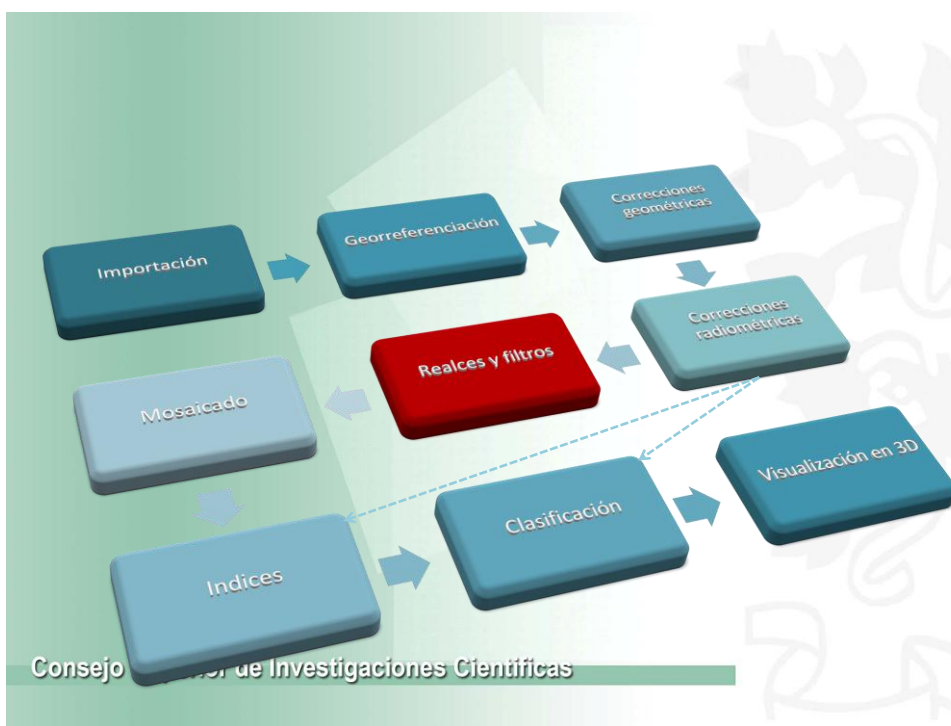 Importación
Georreferenciación
Correcciones
geométricas
Correcciones
radiométricas
Realces y filtros
Mosaicado
Indices
Clasificación
Visualización en 3D
Consejo de Investigaciones Científicas